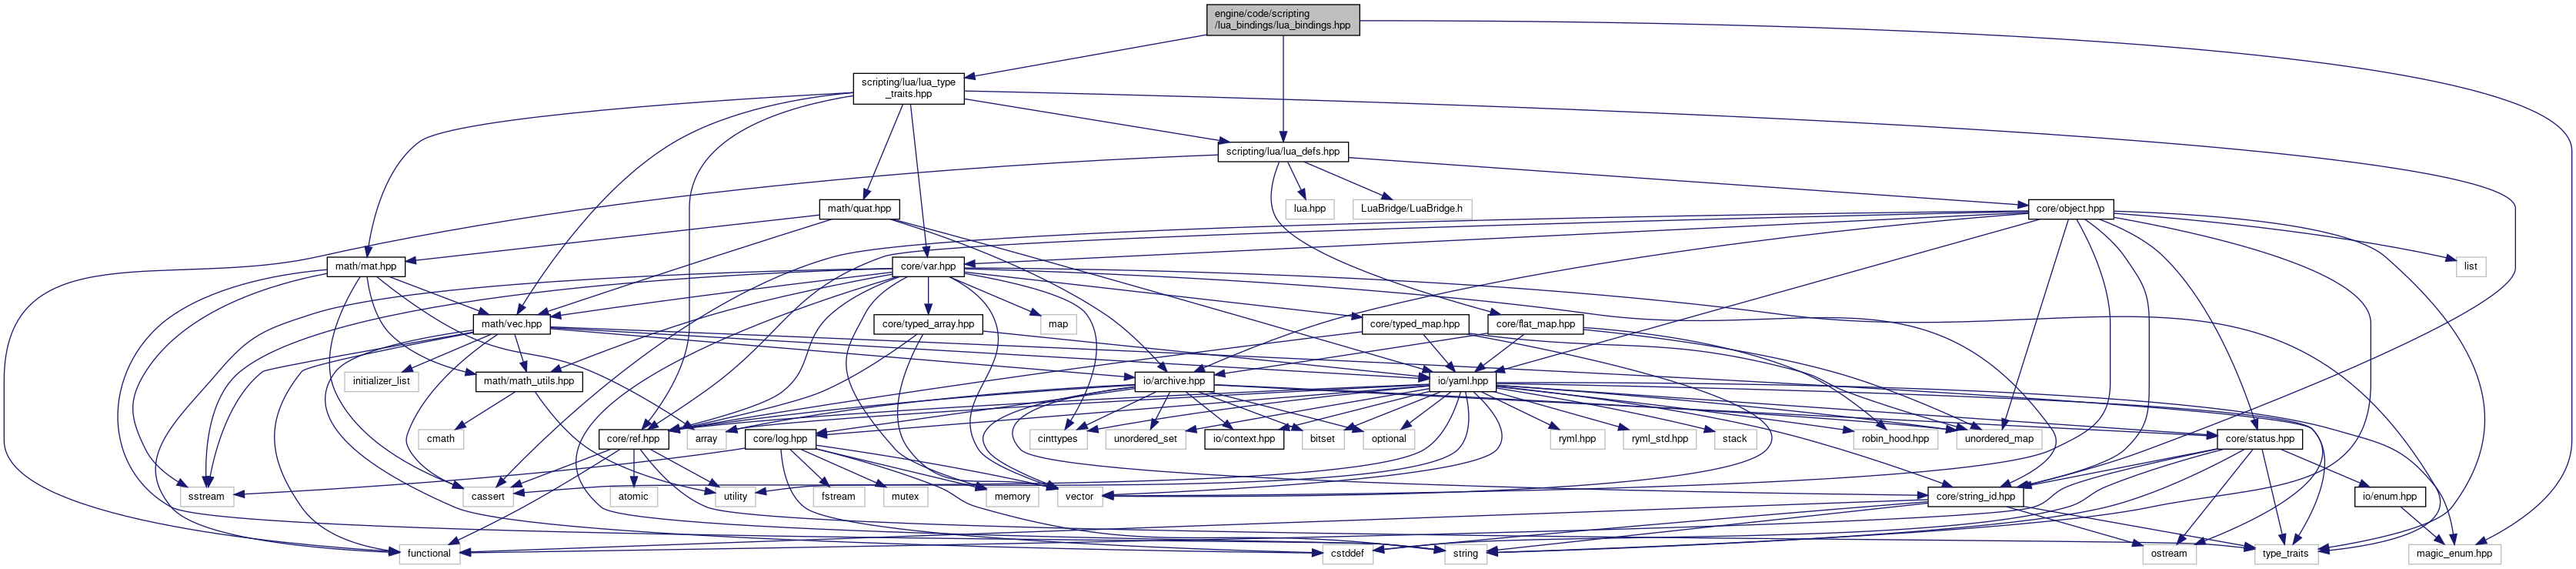 engine/code/scripting
/lua_bindings/lua_bindings.hpp
scripting/lua/lua_type
_traits.hpp
scripting/lua/lua_defs.hpp
math/quat.hpp
lua.hpp
LuaBridge/LuaBridge.h
core/object.hpp
math/mat.hpp
core/var.hpp
list
math/vec.hpp
core/typed_array.hpp
map
core/typed_map.hpp
core/flat_map.hpp
initializer_list
math/math_utils.hpp
io/archive.hpp
io/yaml.hpp
cmath
core/ref.hpp
array
core/log.hpp
cinttypes
unordered_set
io/context.hpp
bitset
optional
ryml.hpp
ryml_std.hpp
stack
robin_hood.hpp
unordered_map
core/status.hpp
sstream
cassert
atomic
utility
fstream
mutex
memory
vector
core/string_id.hpp
io/enum.hpp
functional
cstddef
string
ostream
type_traits
magic_enum.hpp